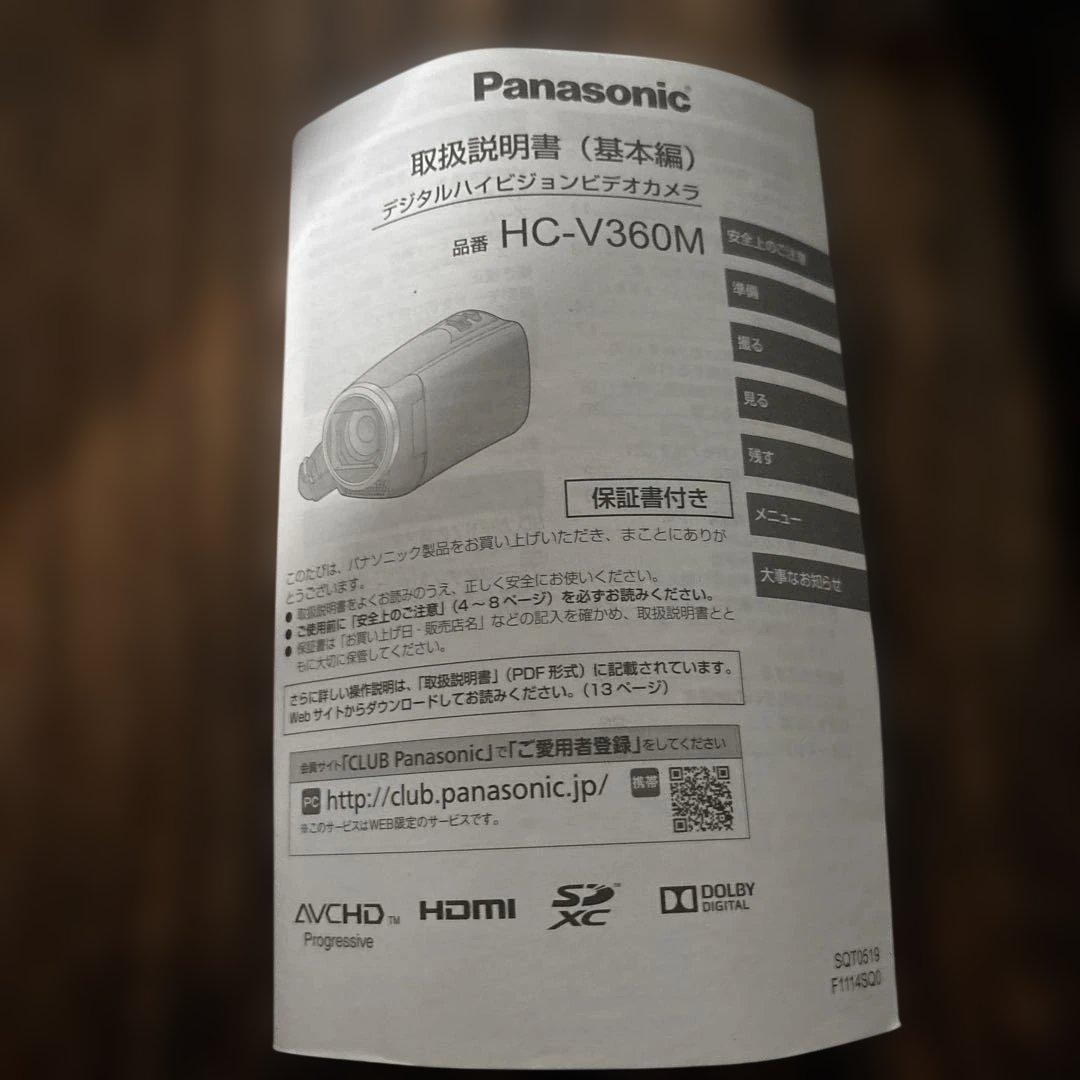 Panasonic
取扱説明書（基本編）
デジタルハイビジョンビデオカメラ
品番 HC-V360M
安全上のご注意
準備
撮る
見る
残す
メニュー
大事なお知らせ
保証書付き
このたびは、パナソニック製品をお買い上げいただき、まことにありが
とうございます。
● 取扱説明書をよくお読みのうえ、正しく安全にお使いください。
● ご使用前に「安全上のご注意」（4～8ページ）を必ずお読みください。
● 保証書は「お買い上げ日・販売店名」などの記入を確かめ、取扱説明書とと
もに大切に保管してください。
さらに詳しい操作説明は、「取扱説明書」（PDF形式）に記載されています。
Webサイトからダウンロードしてお読みください。（13ページ）
会員サイト「CLUB Panasonic」で「ご愛用者登録」をしてください
PC http://club.panasonic.jp/ 携帯
※このサービスはWEB限定のサービスです。
AVCHD™ HDMI SD XC™ DOLBY
Progressive DIGITAL
SQT0519
F1114SQ0